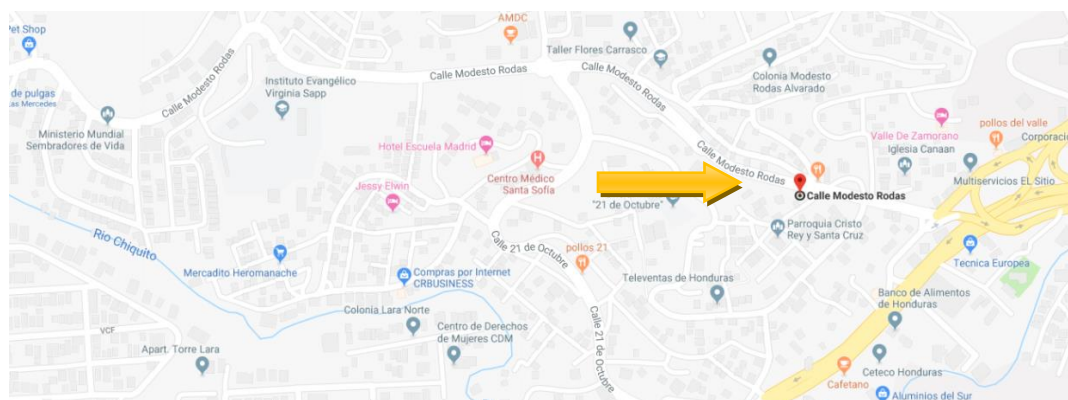 AMDC
Pet Shop
Taller Flores Carrasco
Calle Modesto Rodas
Calle Modesto Rodas
Calle Modesto Rodas
Instituto Evangélico
Virginia Sapp
Colonia Modesto
Rodas Alvarado
de pulgas
Las Mercedes
Ministerio Mundial
Sembradores de Vida
Hotel Escuela Madrid
Calle Modesto Rodas
Valle De Zamorano
pollos del valle
Iglesia Canaan
Centro Médico
Santa Sofía
Jessy Elwin
Multiservicios EL Sitio
Calle Modesto Rodas
"21 de Octubre"
Parroquia Cristo
Rey y Santa Cruz
Rio Chiquito
Calle 21 de Octubre
pollos 21
Mercadito Heromanache
Compras por Internet
CRBUSINESS
Televentas de Honduras
Tecnica Europea
Banco de Alimentos
de Honduras
Colonia Lara Norte
Centro de Derechos
de Mujeres CDM
VCF
Apart. Torre Lara
Calle 21 de Octubre
Ceteco Honduras
Cafetano
Aluminios del Sur